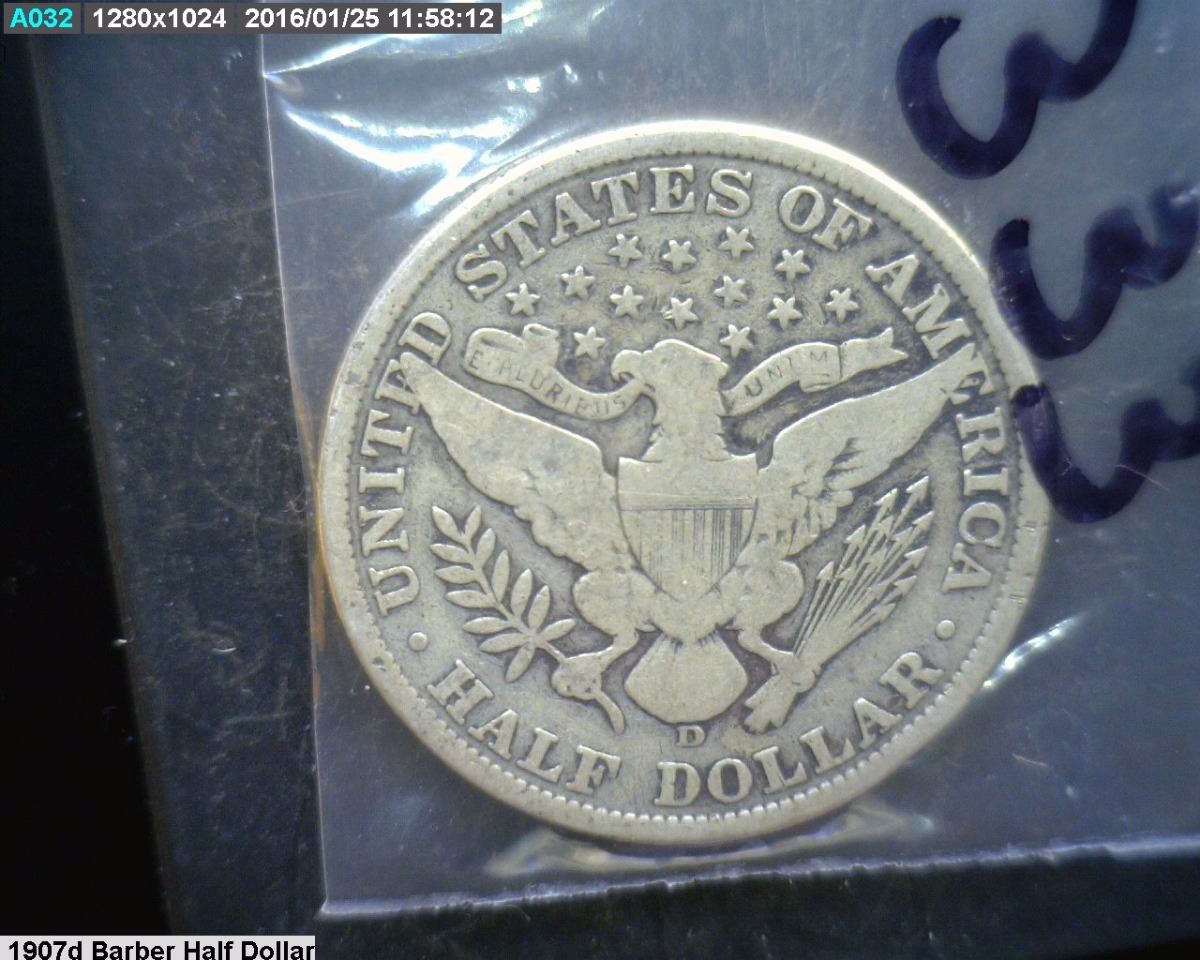 A032 1280x1024 2016/01/25 11:58:12
UNITED STATES OF AMERICA
E PLURIBUS UNUM
D
HALF DOLLAR
1907d Barber Half Dollar